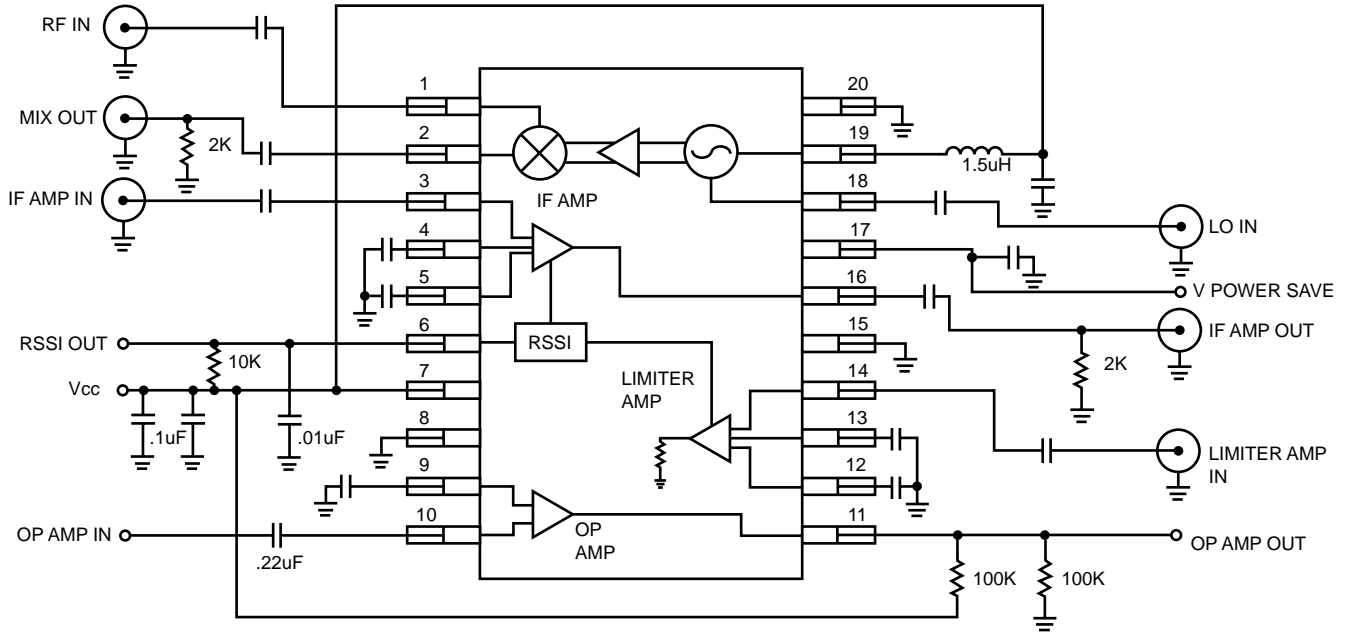 RF IN
MIX OUT
2K
IF AMP IN
RSSI OUT
10K
Vcc
.1uF
.01uF
OP AMP IN
.22uF
1
2
3
4
5
6
7
8
9
10
IF AMP
RSSI
LIMITER
AMP
OP
AMP
20
19
18
17
16
15
14
13
12
11
1.5uH
LO IN
V POWER SAVE
IF AMP OUT
2K
LIMITER AMP
IN
OP AMP OUT
100K
100K